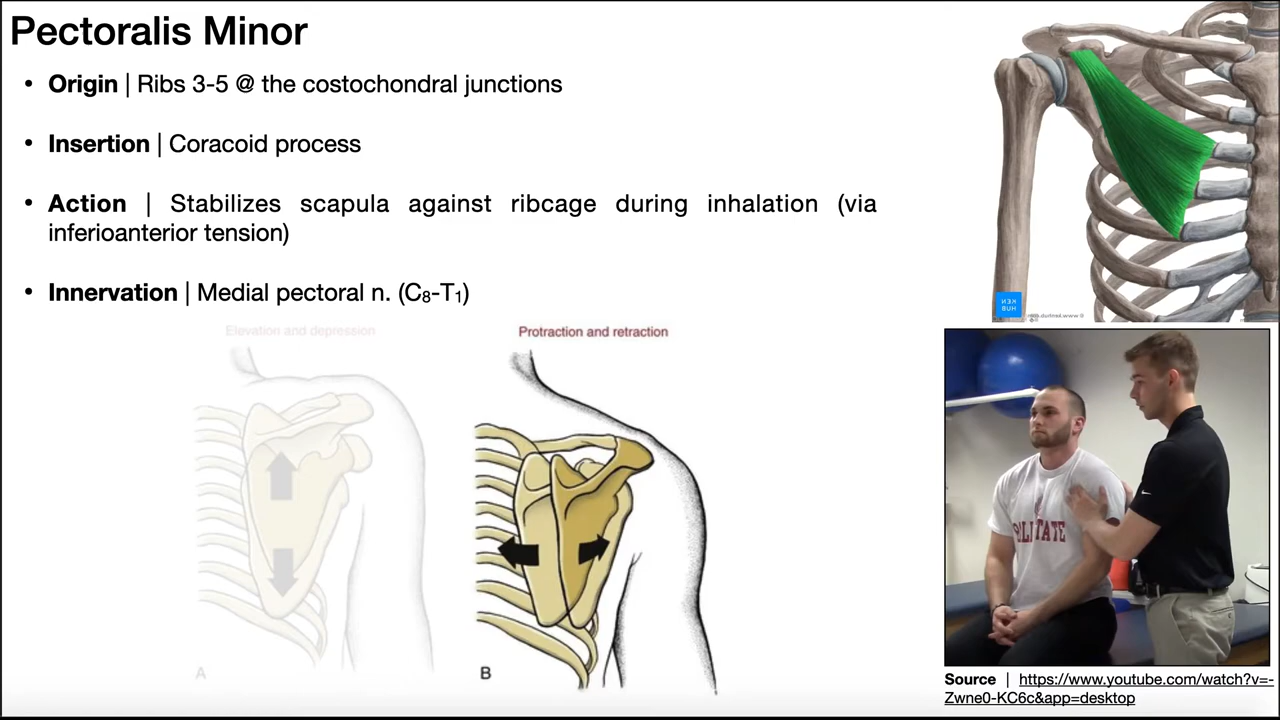 Pectoralis Minor
• Origin | Ribs 3-5 @ the costochondral junctions
• Insertion | Coracoid process
• Action | Stabilizes scapula against ribcage during inhalation (via
inferioanterior tension)
• Innervation | Medial pectoral n. (C₈-T₁)
Elevation and depression
Protraction and retraction
A
B
STATE
Source | https://www.youtube.com/watch?v=-
Zwne0-KC6c&app=desktop